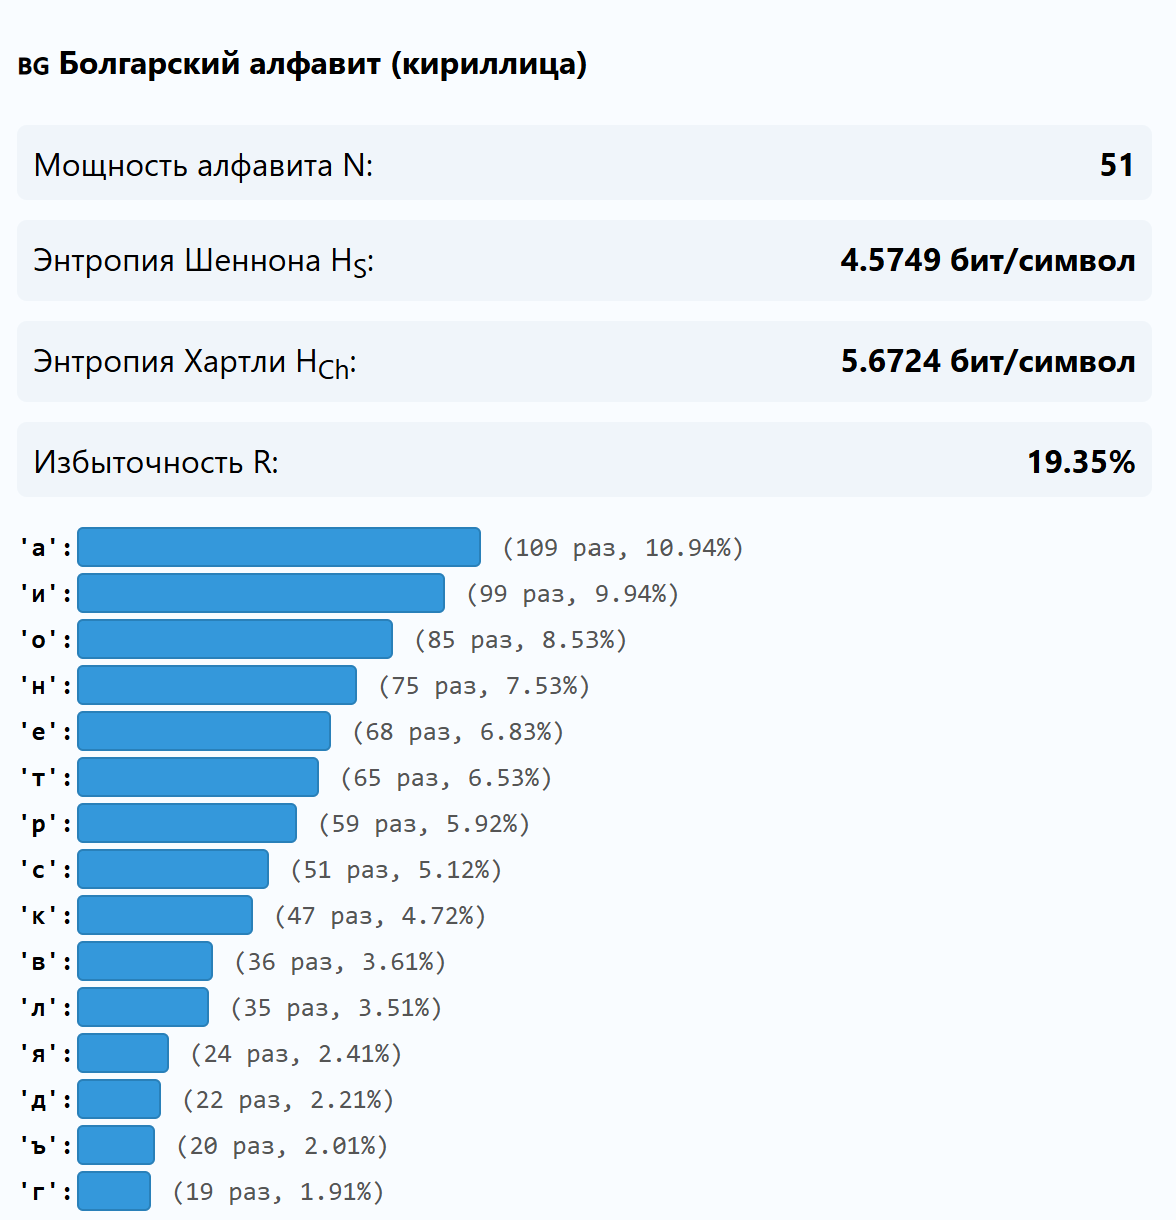 BG Болгарский алфавит (кириллица)
Мощность алфавита N: 51
Энтропия Шеннона HS: 4.5749 бит/символ
Энтропия Хартли HCh: 5.6724 бит/символ
Избыточность R: 19.35%
'а': (109 раз, 10.94%)
'и': (99 раз, 9.94%)
'о': (85 раз, 8.53%)
'н': (75 раз, 7.53%)
'е': (68 раз, 6.83%)
'т': (65 раз, 6.53%)
'р': (59 раз, 5.92%)
'с': (51 раз, 5.12%)
'к': (47 раз, 4.72%)
'в': (36 раз, 3.61%)
'л': (35 раз, 3.51%)
'я': (24 раз, 2.41%)
'д': (22 раз, 2.21%)
'ъ': (20 раз, 2.01%)
'г': (19 раз, 1.91%)